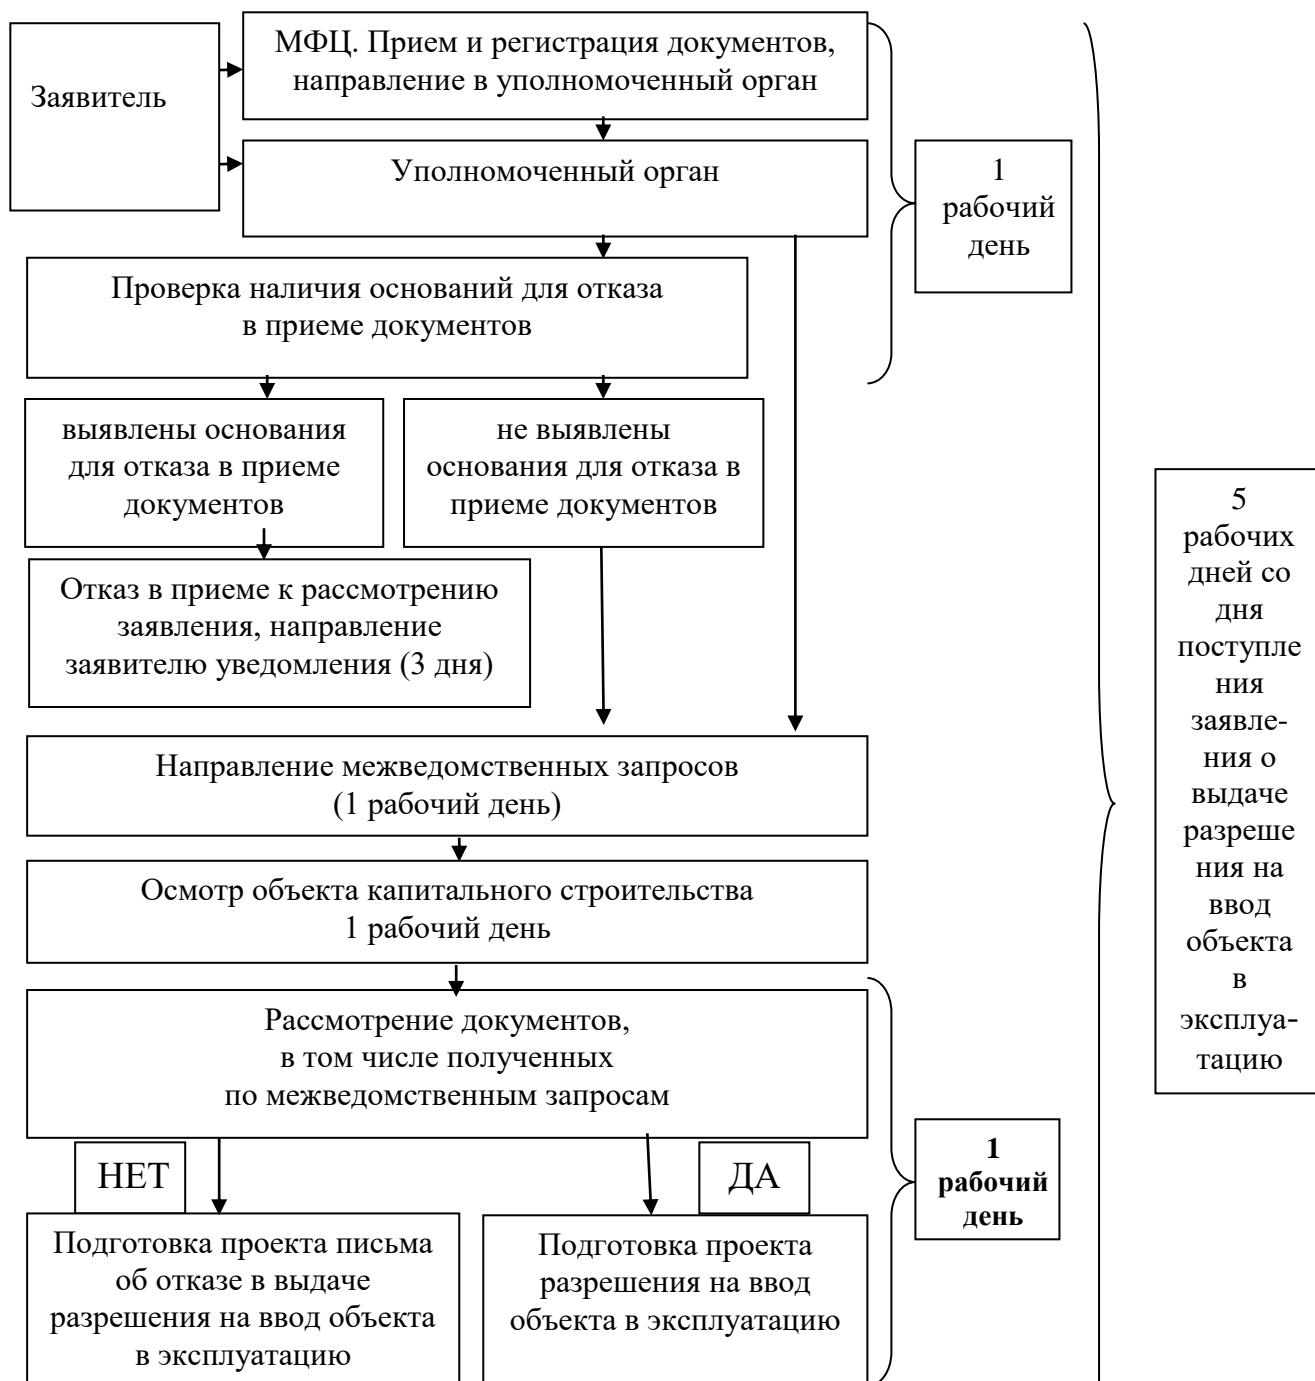 Заявитель
МФЦ. Прием и регистрация документов,
направление в уполномоченный орган
Уполномоченный орган
1
рабочий
день
Проверка наличия оснований для отказа
в приеме документов
выявлены основания
для отказа в приеме
документов
не выявлены
основания для отказа в
приеме документов
Отказ в приеме к рассмотрению
заявления, направление
заявителю уведомления (3 дня)
Направление межведомственных запросов
(1 рабочий день)
Осмотр объекта капитального строительства
1 рабочий день
Рассмотрение документов,
в том числе полученных
по межведомственным запросам
НЕТ
ДА
1
рабочий
день
Подготовка проекта письма
об отказе в выдаче
разрешения на ввод объекта
в эксплуатацию
Подготовка проекта
разрешения на ввод
объекта в эксплуатацию
5
рабочих
дней со
дня
поступле
ния
заявле-
ния о
выдаче
разреше
ния на
ввод
объекта
в
эксплуа-
тацию